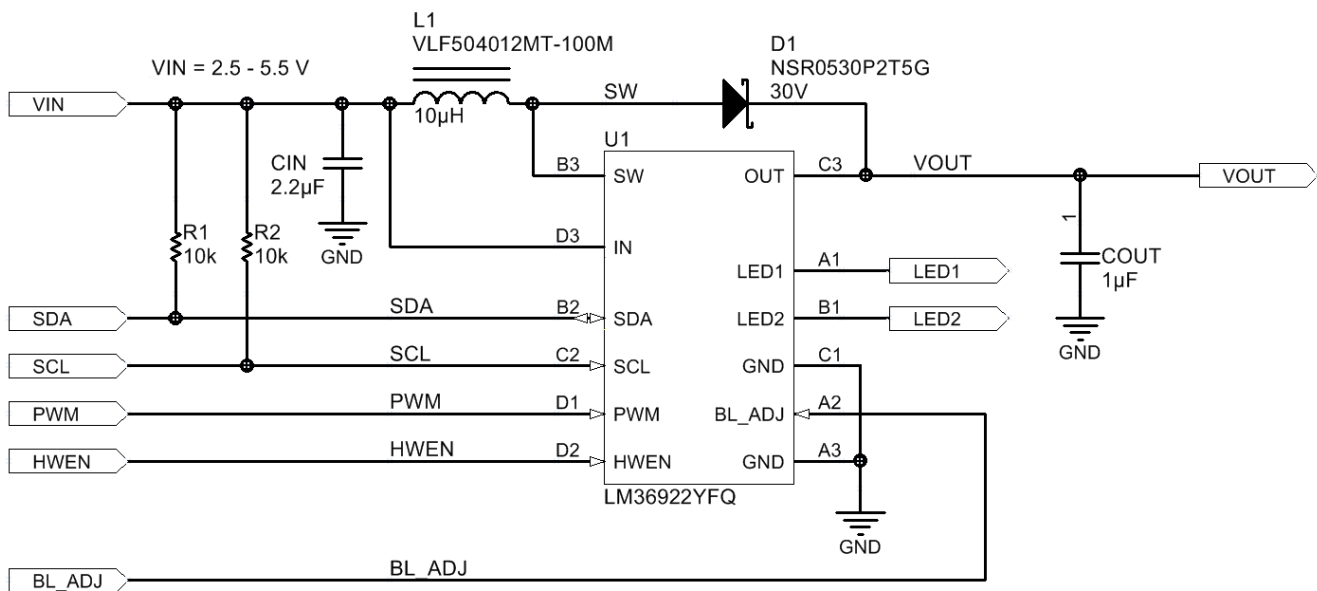 L1
VLF504012MT-100M
D1
NSR0530P2T5G
30V
VIN = 2.5 - 5.5 V
VIN
10µH
SW
U1
CIN
2.2µF
GND
B3
SW
OUT
C3
VOUT
VOUT
R1
10k
R2
10k
D3
IN
1
COUT
1µF
GND
LED1
A1
LED1
SDA
SDA
B2
SDA
LED2
B1
LED2
SCL
SCL
C2
SCL
GND
C1
PWM
PWM
D1
PWM
BL_ADJ
A2
HWEN
HWEN
D2
HWEN
GND
A3
LM36922YFQ
GND
BL_ADJ
BL_ADJ